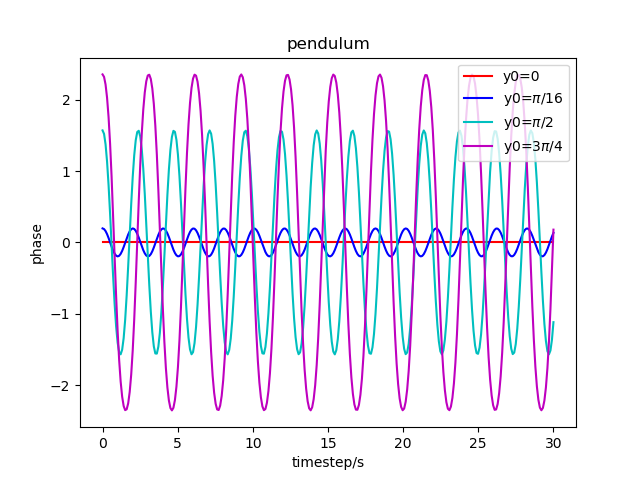 pendulum
y0=0
y0=π/16
y0=π/2
y0=3π/4
phase
2
1
0
−1
−2
0 5 10 15 20 25 30
timestep/s